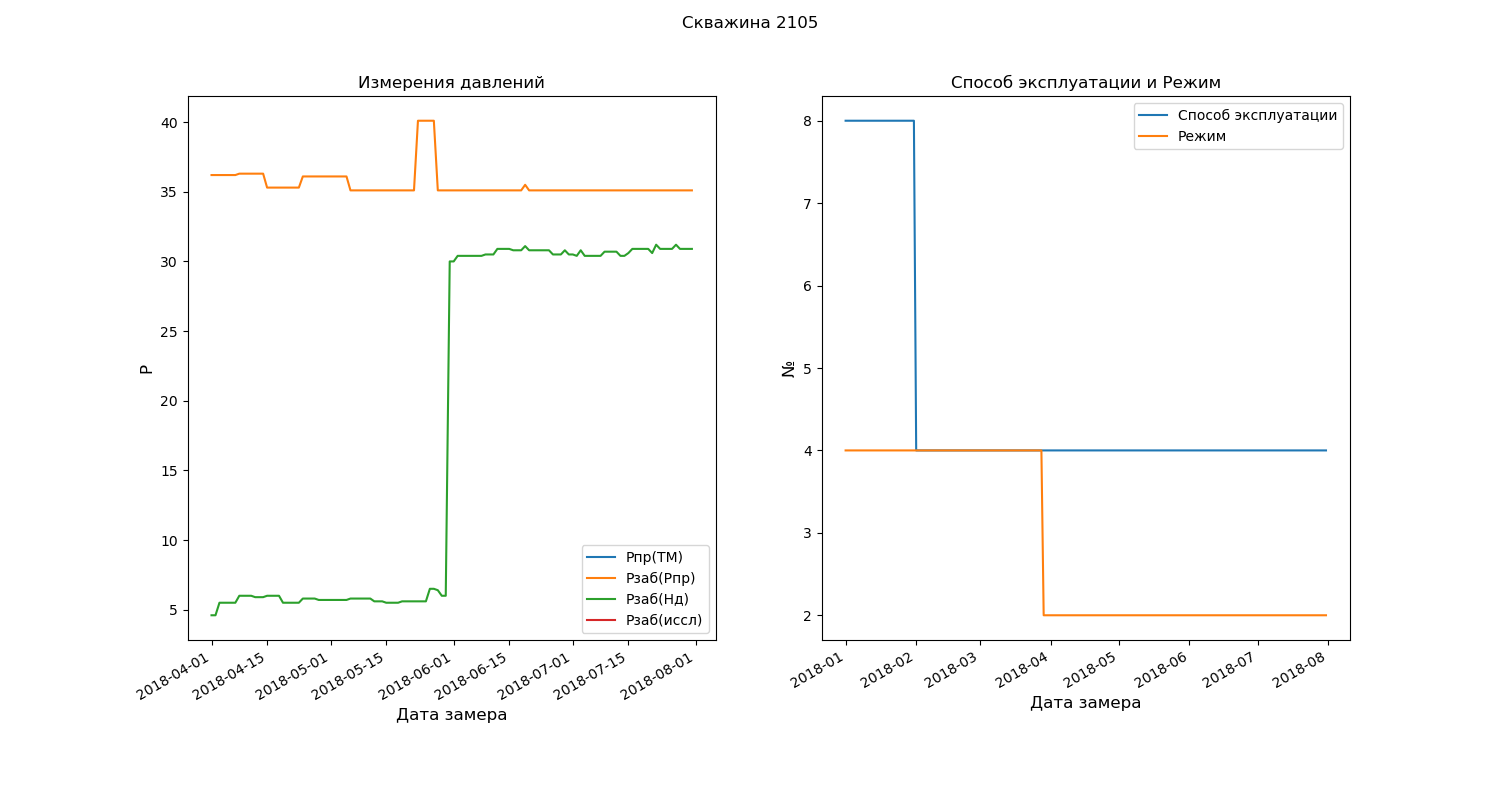 Скважина 2105
Измерения давлений
40
35
30
25
20
15
10
5
P
Рпр(ТМ)
Рзаб(Рпр)
Рзаб(Нд)
Рзаб(иссл)
2018-04-01
2018-04-15
2018-05-01
2018-05-15
2018-06-01
2018-06-15
2018-07-01
2018-07-15
2018-08-01
Дата замера
Способ эксплуатации и Режим
8
7
6
5
4
3
2
№
Способ эксплуатации
Режим
2018-01
2018-02
2018-03
2018-04
2018-05
2018-06
2018-07
2018-08
Дата замера